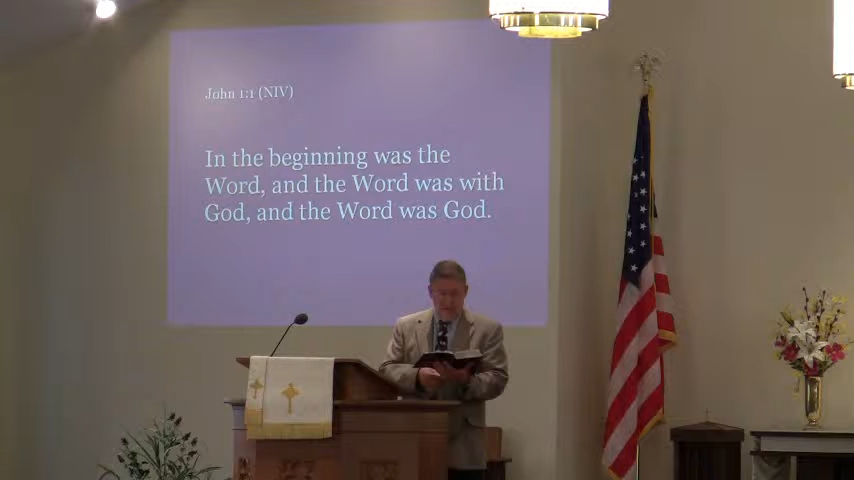 John 1:1 (NIV)
In the beginning was the
Word, and the Word was with
God, and the Word was God.